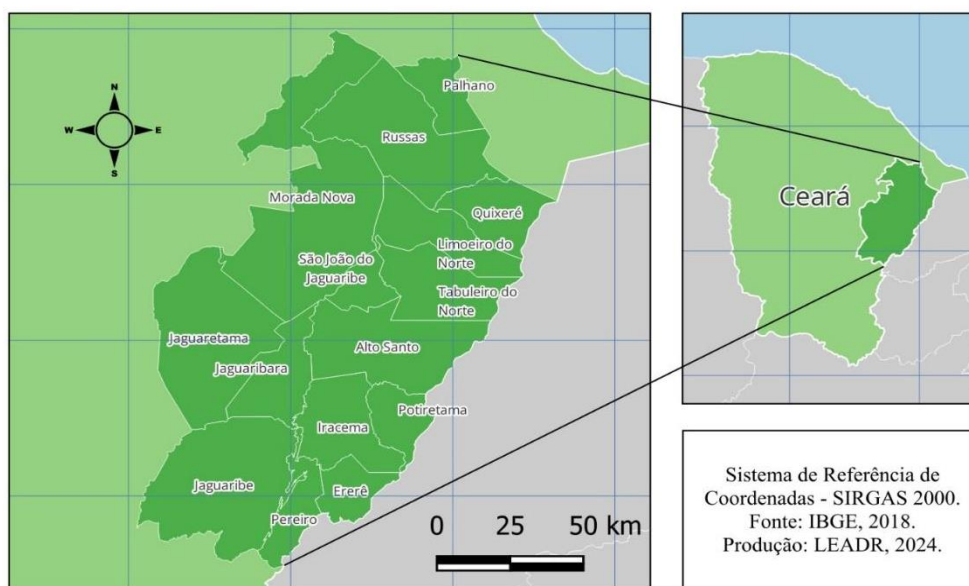 N
W
E
S
Palhano
Russas
Morada Nova
Quixeré
São João do
Jaguaribe
Limoeiro do
Norte
Tabuleiro do
Norte
Jaguaretama
Jaguaribara
Alto Santo
Potiretama
Iracema
Jaguaribe
Ererê
Pereiro
0 25 50 km
Ceará
Sistema de Referência de
Coordenadas - SIRGAS 2000.
Fonte: IBGE, 2018.
Produção: LEADR, 2024.